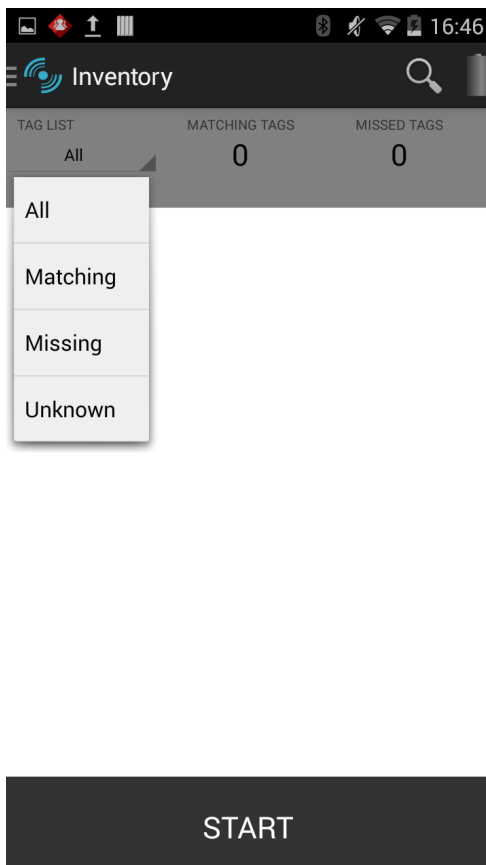 16:46
Inventory
TAG LIST MATCHING TAGS MISSED TAGS
All 0 0
All
Matching
Missing
Unknown
START